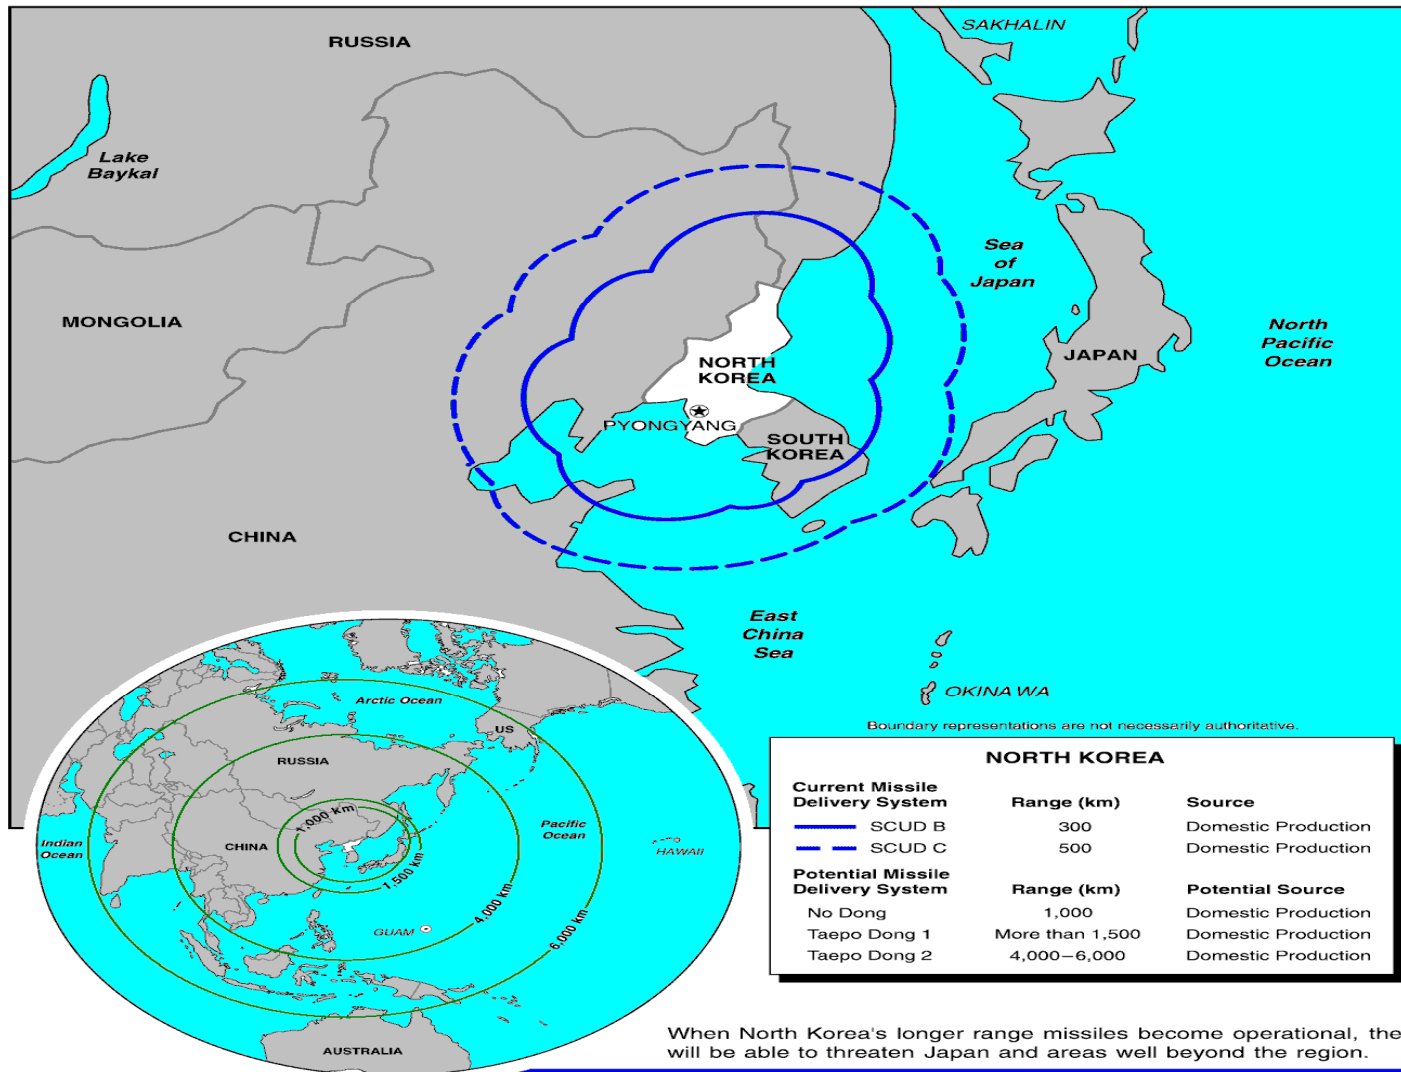 SAKHALIN
RUSSIA
Lake
Baykal
Sea
of
Japan
MONGOLIA
North
Pacific
Ocean
JAPAN
NORTH
KOREA
PYONGYANG
SOUTH
KOREA
CHINA
East
China
Sea
OKINAWA
Boundary representations are not necessarily authoritative.
Arctic Ocean
US
RUSSIA
1,000 km
Pacific
Ocean
Indian
Ocean
CHINA
HAWAII
1,500 km
4,000 km
6,000 km
GUAM
AUSTRALIA
NORTH KOREA
Current Missile
Delivery System Range (km) Source
SCUD B 300 Domestic Production
SCUD C 500 Domestic Production
Potential Missile
Delivery System Range (km) Potential Source
No Dong 1,000 Domestic Production
Taepo Dong 1 More than 1,500 Domestic Production
Taepo Dong 2 4,000–6,000 Domestic Production
When North Korea's longer range missiles become operational, the
will be able to threaten Japan and areas well beyond the region.